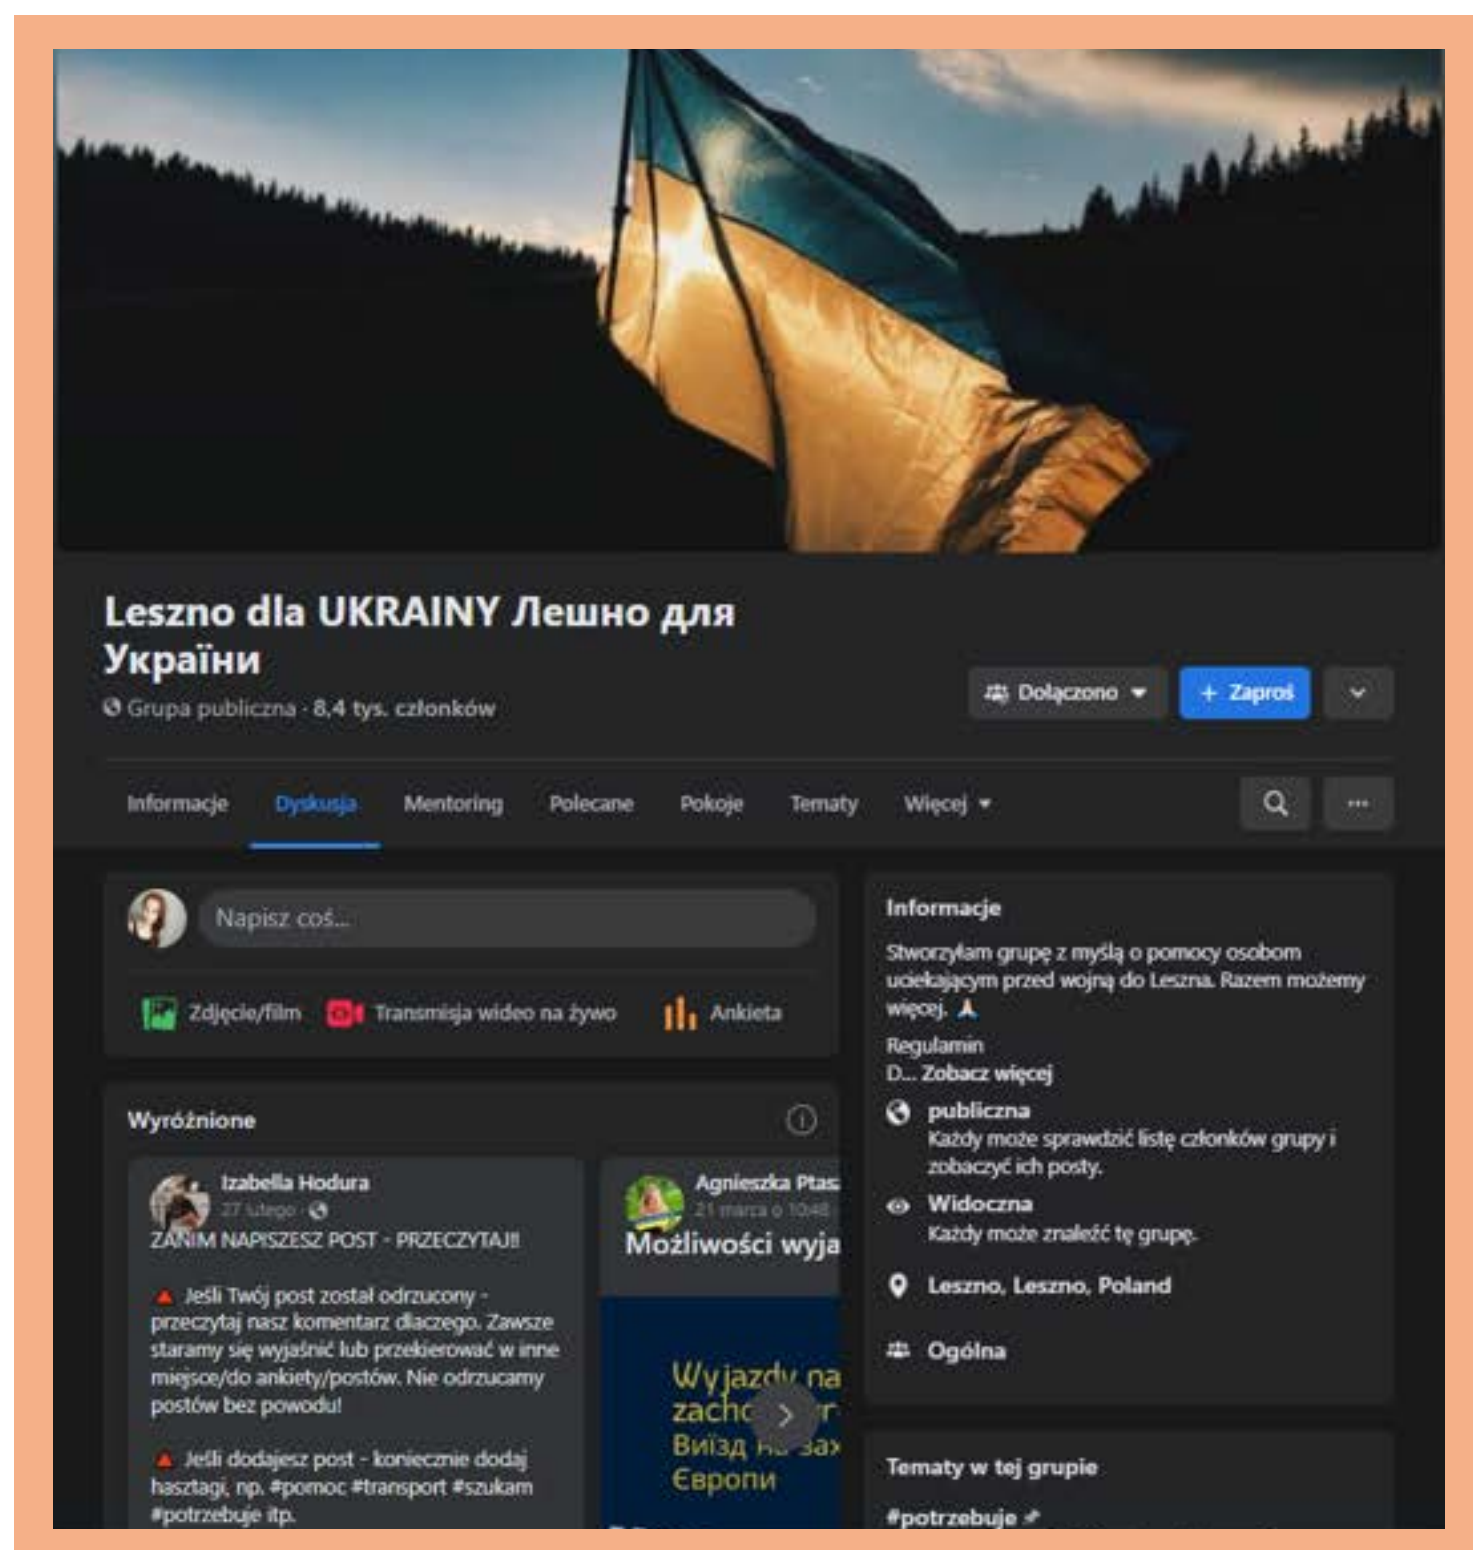 Leszno dla UKRAINY Лешно для
України
Grupa publiczna · 8,4 tys. członków
Dołączono
+ Zaproś
Informacje
Dyskusja
Mentoring
Polecane
Pokoje
Tematy
Więcej
Napisz coś...
Zdjęcie/film
Transmisja wideo na żywo
Ankieta
Wyróżnione
Izabella Hodura
27 lutego
ZANIM NAPISZESZ POST - PRZECZYTAJ!!
🔺 Jeśli Twój post został odrzucony -
przeczytaj nasz komentarz dlaczego. Zawsze
staramy się wyjaśnić lub przekierować w inne
miejsce/do ankiety/postów. Nie odrzucamy
postów bez powodu!
🔺 Jeśli dodajesz post - koniecznie dodaj
hasztagi, np. #pomoc #transport #szukam
#potrzebuje itp.
Agnieszka Ptas
21 marca o 10:48
Możliwości wyja
Wyjazdy na
Виїзд на зах
Європи
Informacje
Stworzyłam grupę z myślą o pomocy osobom
uciekającym przed wojną do Leszna. Razem możemy
więcej. 🙏
Regulamin
D... Zobacz więcej
publiczna
Każdy może sprawdzić listę członków grupy i
zobaczyć ich posty.
Widoczna
Każdy może znaleźć tę grupę.
Leszno, Leszno, Poland
Ogólna
Tematy w tej grupie
#potrzebuje